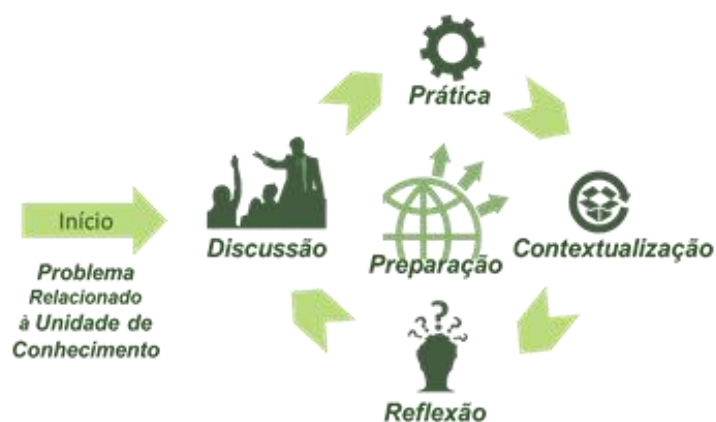 Prática
Início
Discussão
Preparação
Contextualização
Problema
Relacionado
à Unidade de
Conhecimento
Reflexão